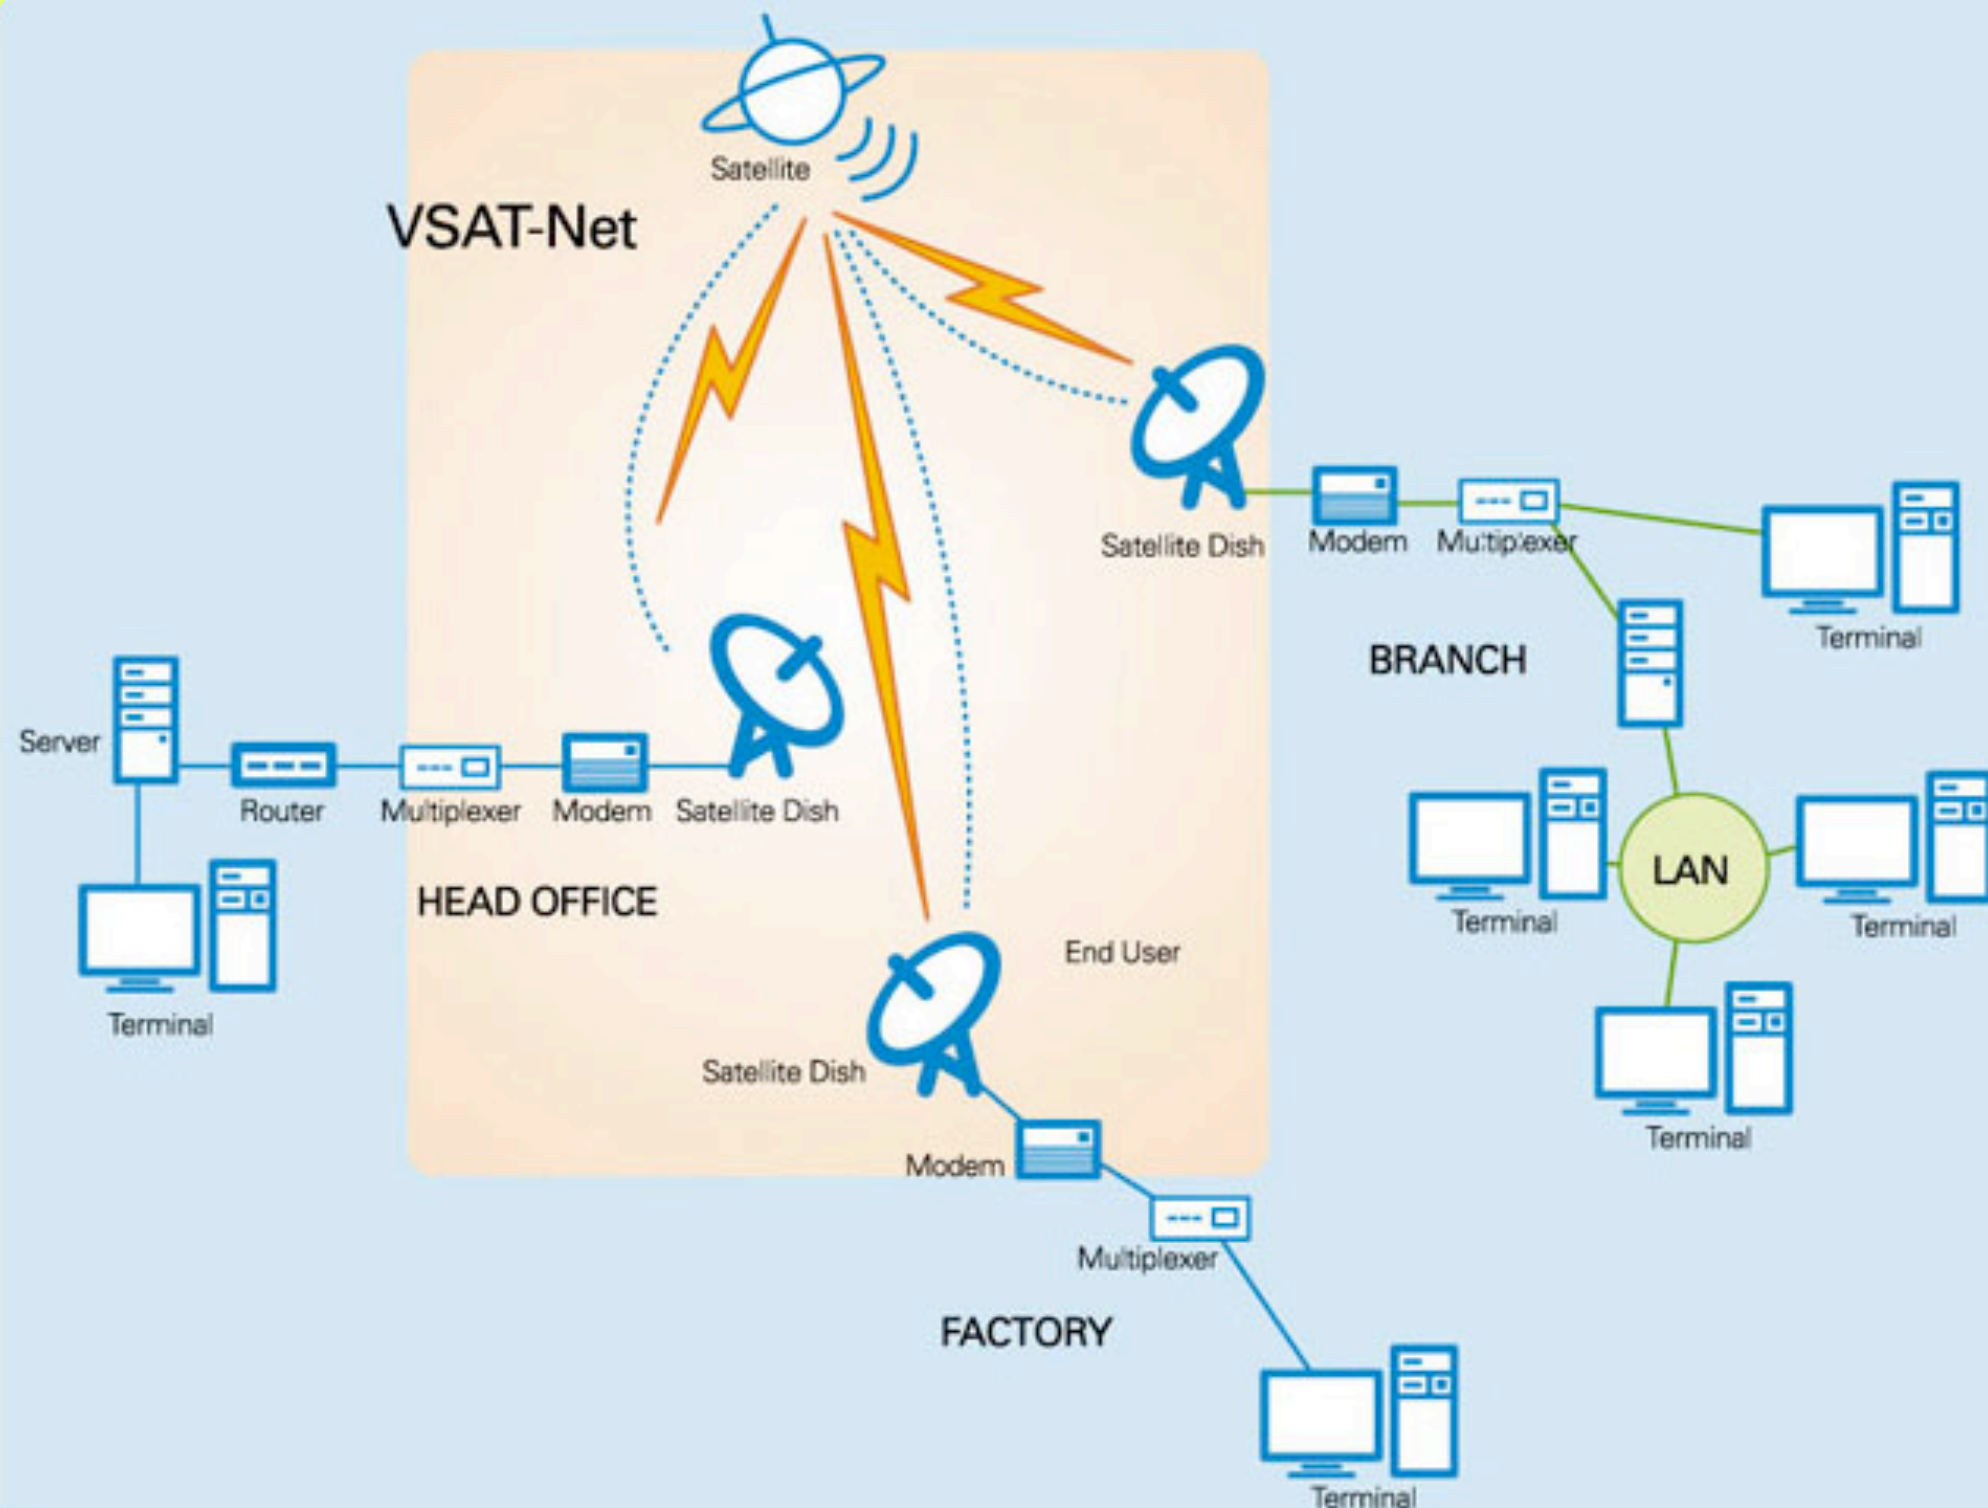 Satellite
VSAT-Net
Satellite Dish
Modem
Multiplexer
Terminal
BRANCH
Server
Router
Multiplexer
Modem
Satellite Dish
HEAD OFFICE
Terminal
LAN
Terminal
Terminal
Terminal
End User
Satellite Dish
Modem
Multiplexer
FACTORY
Terminal